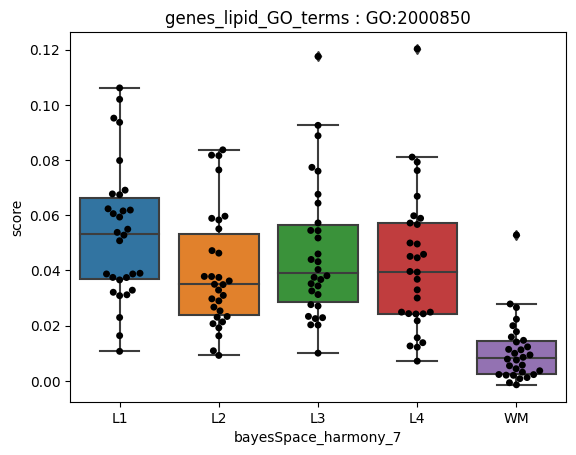 genes_lipid_GO_terms : GO:2000850
0.12
0.10
0.08
0.06
0.04
0.02
0.00
score
L1 L2 L3 L4 WM
bayesSpace_harmony_7